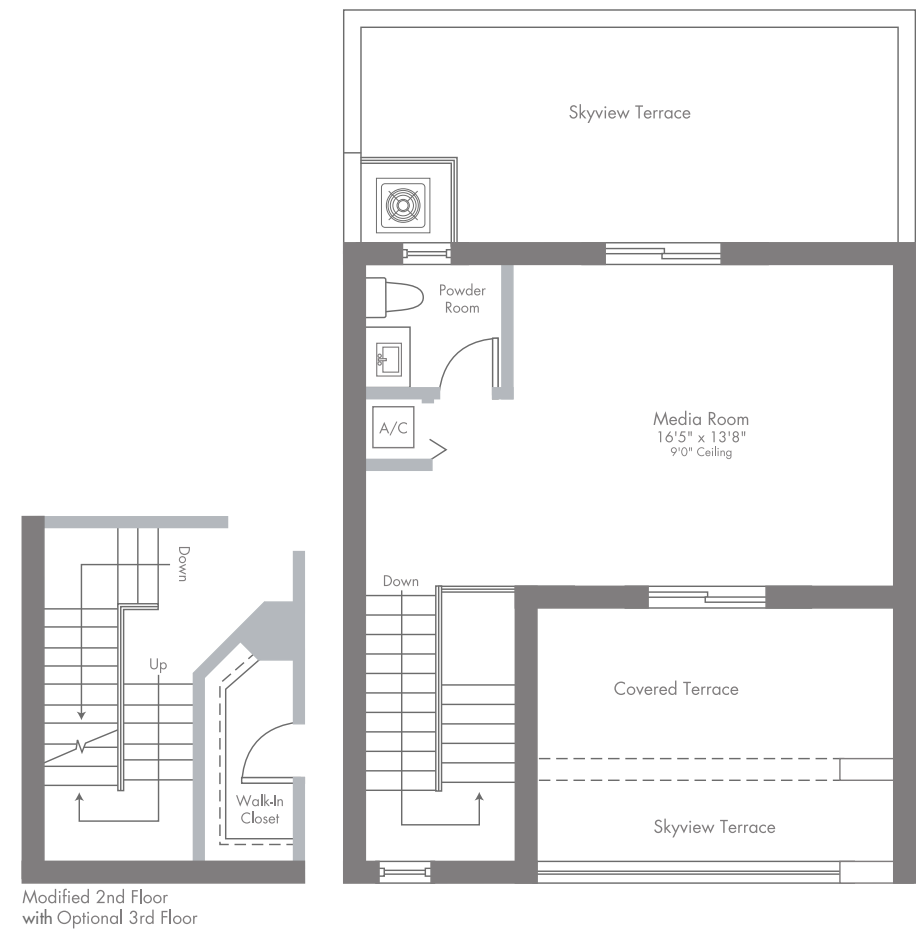 Skyview Terrace
Powder
Room
A/C
Media Room
16'5" x 13'8"
9'0" Ceiling
Down
Covered Terrace
Skyview Terrace
Down
Up
Walk-In
Closet
Modified 2nd Floor
with Optional 3rd Floor